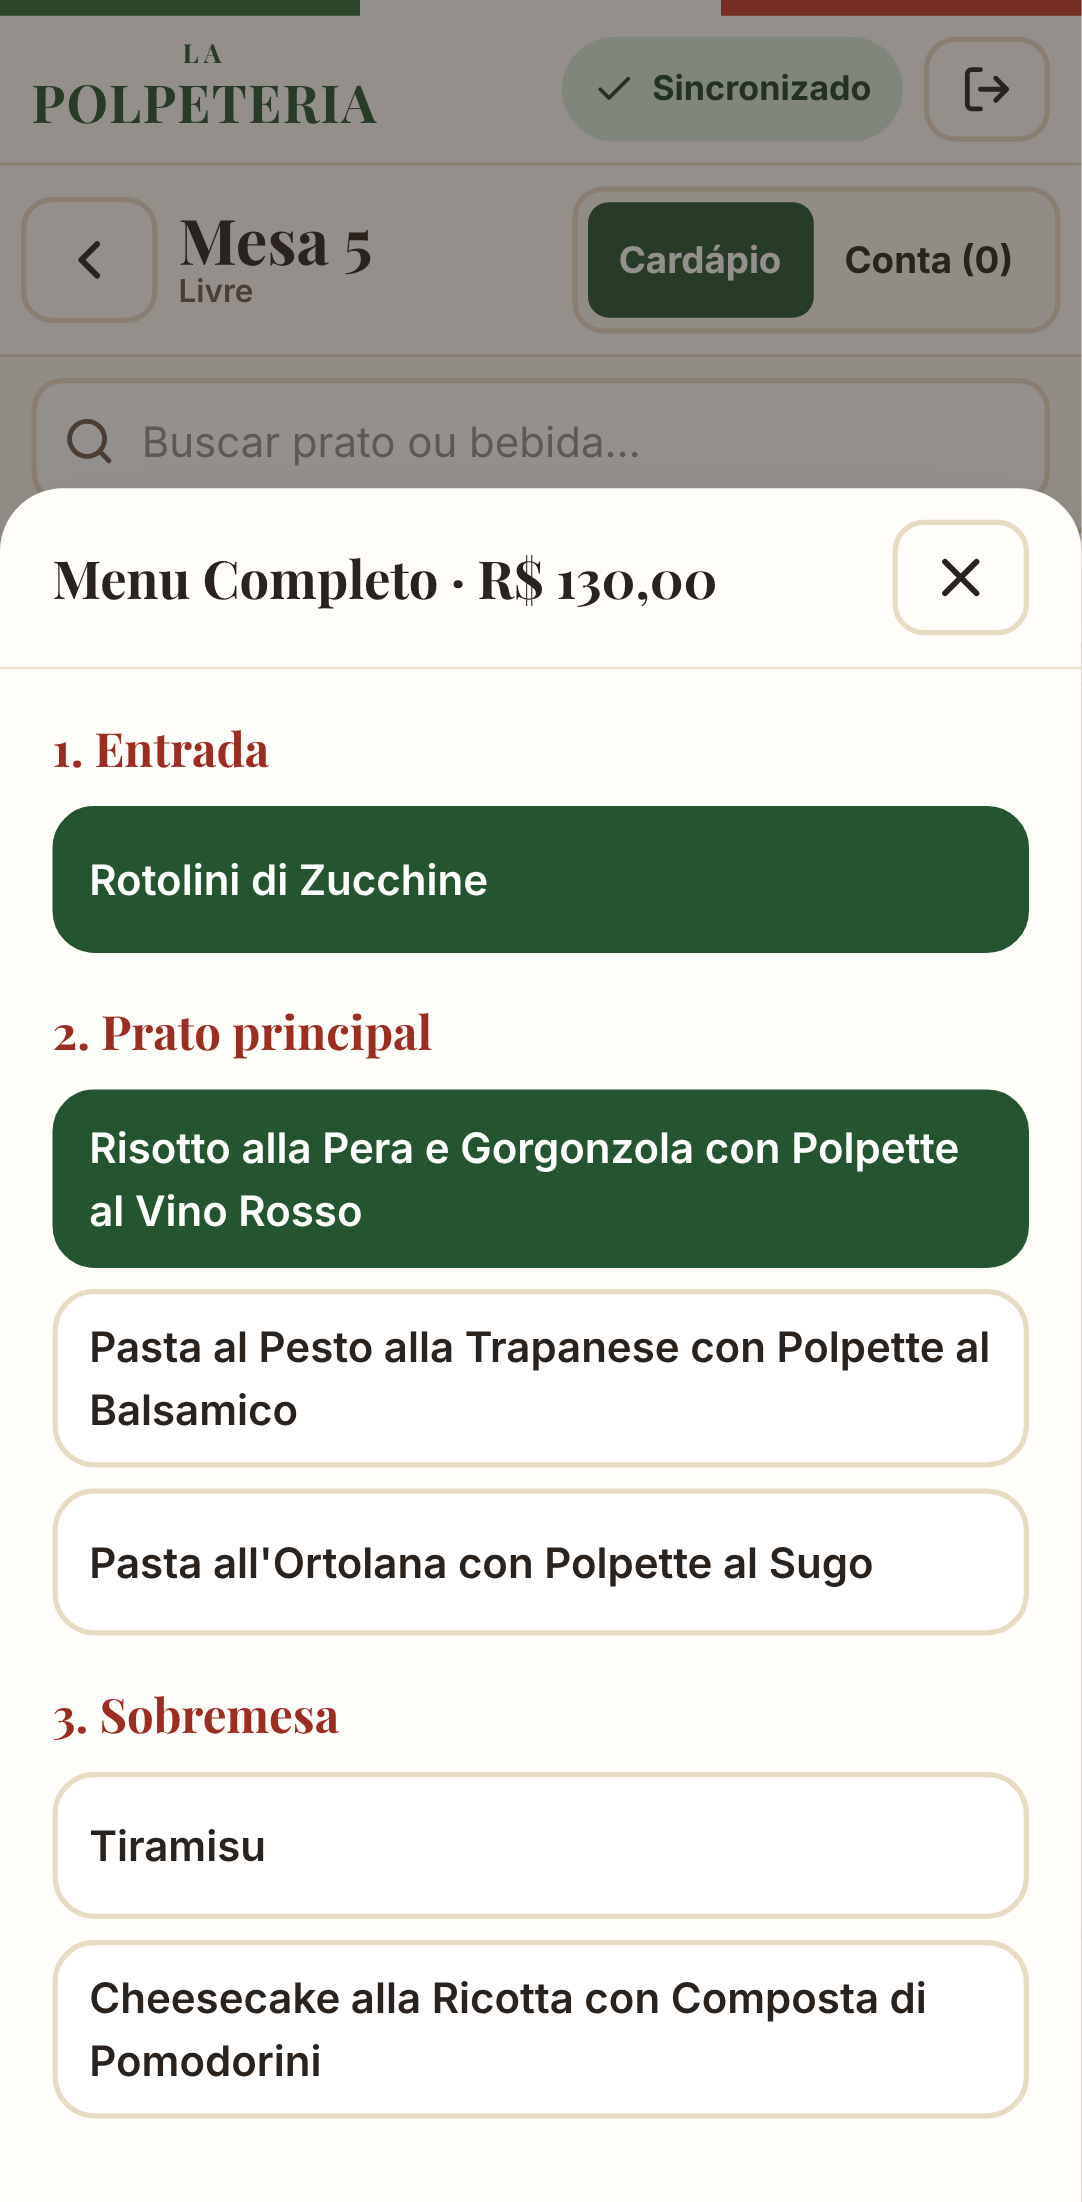 LA
POLPETERIA
Sincronizado
Mesa 5
Livre
Cardápio
Conta (0)
Buscar prato ou bebida...
Menu Completo · R$ 130,00
1. Entrada
Rotolini di Zucchine
2. Prato principal
Risotto alla Pera e Gorgonzola con Polpette
al Vino Rosso
Pasta al Pesto alla Trapanese con Polpette al
Balsamico
Pasta all'Ortolana con Polpette al Sugo
3. Sobremesa
Tiramisu
Cheesecake alla Ricotta con Composta di
Pomodorini